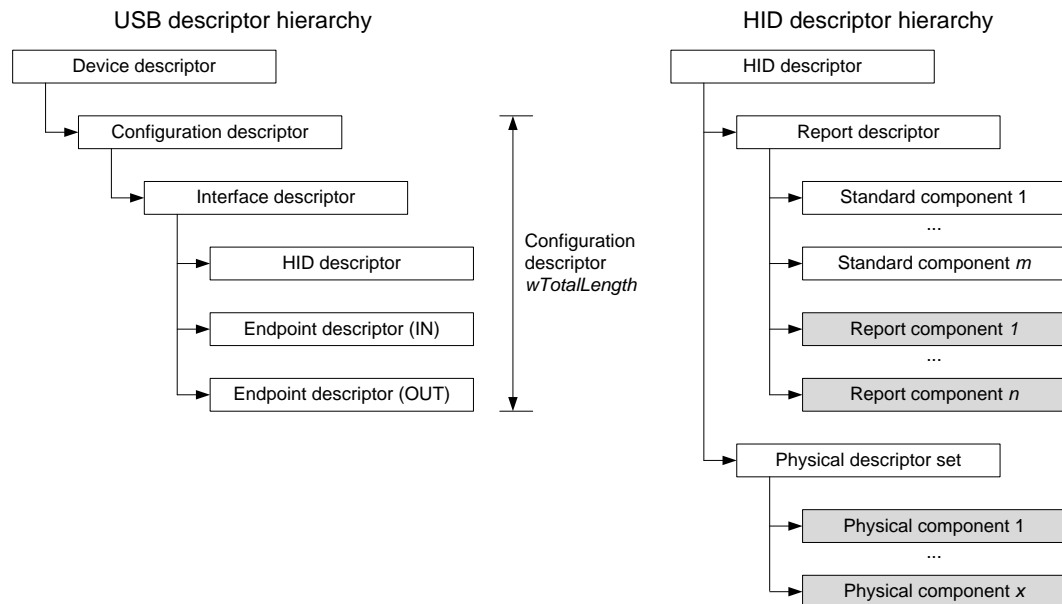 USB descriptor hierarchy
Device descriptor
Configuration descriptor
Interface descriptor
HID descriptor
Endpoint descriptor (IN)
Endpoint descriptor (OUT)
Configuration
descriptor
wTotalLength
HID descriptor hierarchy
HID descriptor
Report descriptor
Standard component 1
...
Standard component m
Report component 1
...
Report component n
Physical descriptor set
Physical component 1
...
Physical component x